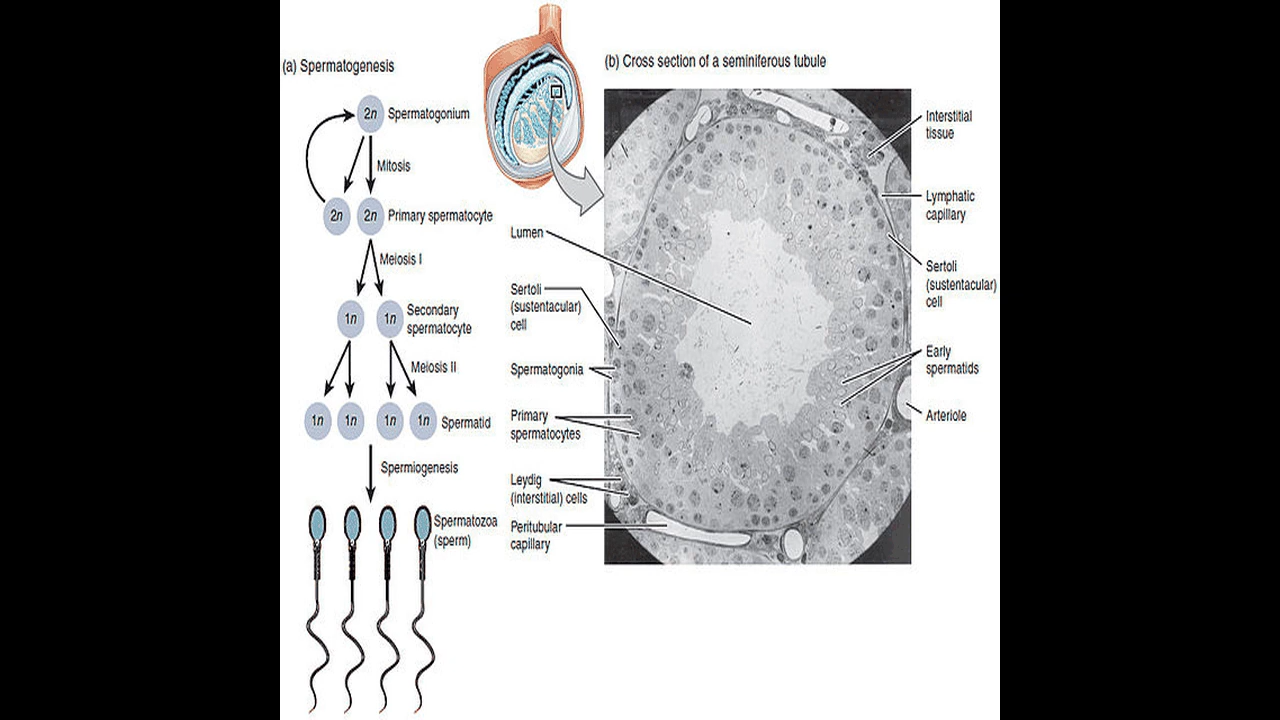 (a) Spermatogenesis
2n Spermatogonium
Mitosis
2n 2n Primary spermatocyte
Meiosis I
1n 1n Secondary
spermatocyte
Meiosis II
1n 1n 1n 1n Spermatid
Spermiogenesis
Spermatozoa
(sperm)
(b) Cross section of a seminiferous tubule
Lumen
Sertoli
(sustentacular)
cell
Spermatogonia
Primary
spermatocytes
Leydig
(interstitial) cells
Peritubular
capillary
Interstitial
tissue
Lymphatic
capillary
Sertoli
(sustentacular)
cell
Early
spermatids
Arteriole